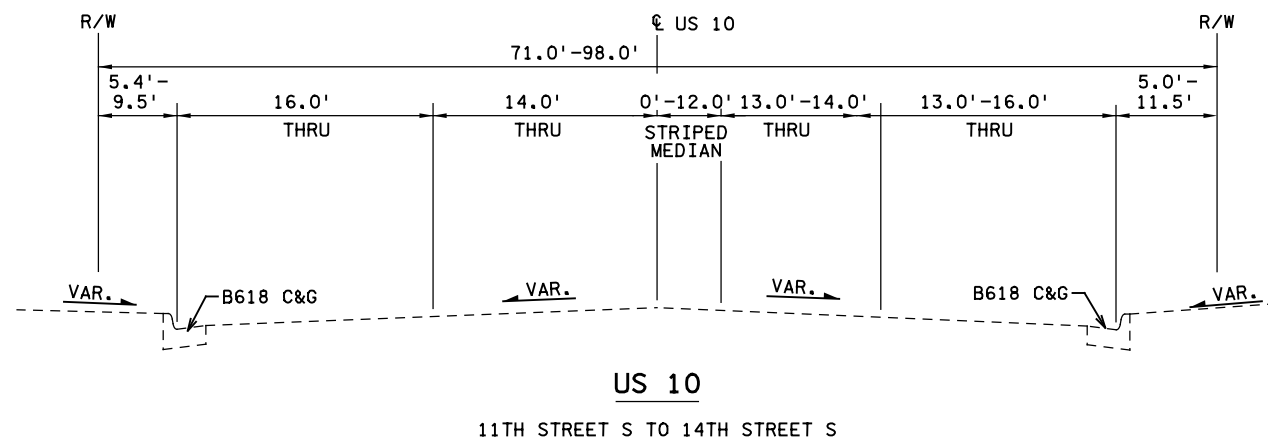 R/W
℄ US 10
R/W
71.0'-98.0'
5.4'-
9.5'
16.0'
14.0'
0'-12.0'
13.0'-14.0'
13.0'-16.0'
5.0'-
11.5'
THRU
THRU
STRIPED
MEDIAN
THRU
THRU
VAR.
B618 C&G
VAR.
VAR.
B618 C&G
VAR.
US 10
11TH STREET S TO 14TH STREET S